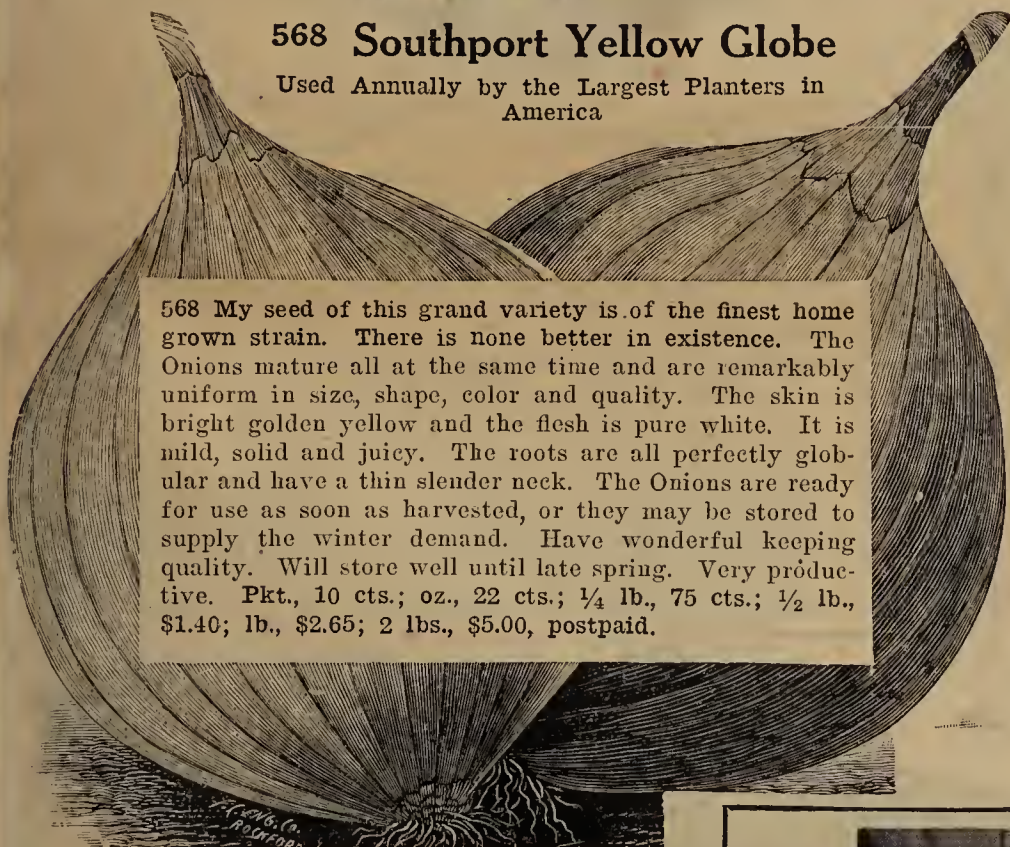 568 Southport Yellow Globe
Used Annually by the Largest Planters in
America
568 My seed of this grand variety is of the finest home
grown strain. There is none better in existence. The
Onions mature all at the same time and are remarkably
uniform in size, shape, color and quality. The skin is
bright golden yellow and the flesh is pure white. It is
mild, solid and juicy. The roots are all perfectly glob-
ular and have a thin slender neck. The Onions are ready
for use as soon as harvested, or they may be stored to
supply the winter demand. Have wonderful keeping
quality. Will store well until late spring. Very produc-
tive. Pkt., 10 cts.; oz., 22 cts.; ¼ lb., 75 cts.; ½ lb.,
$1.40; lb., $2.65; 2 lbs., $5.00, postpaid.
ENG. CO.
ROCKFORD